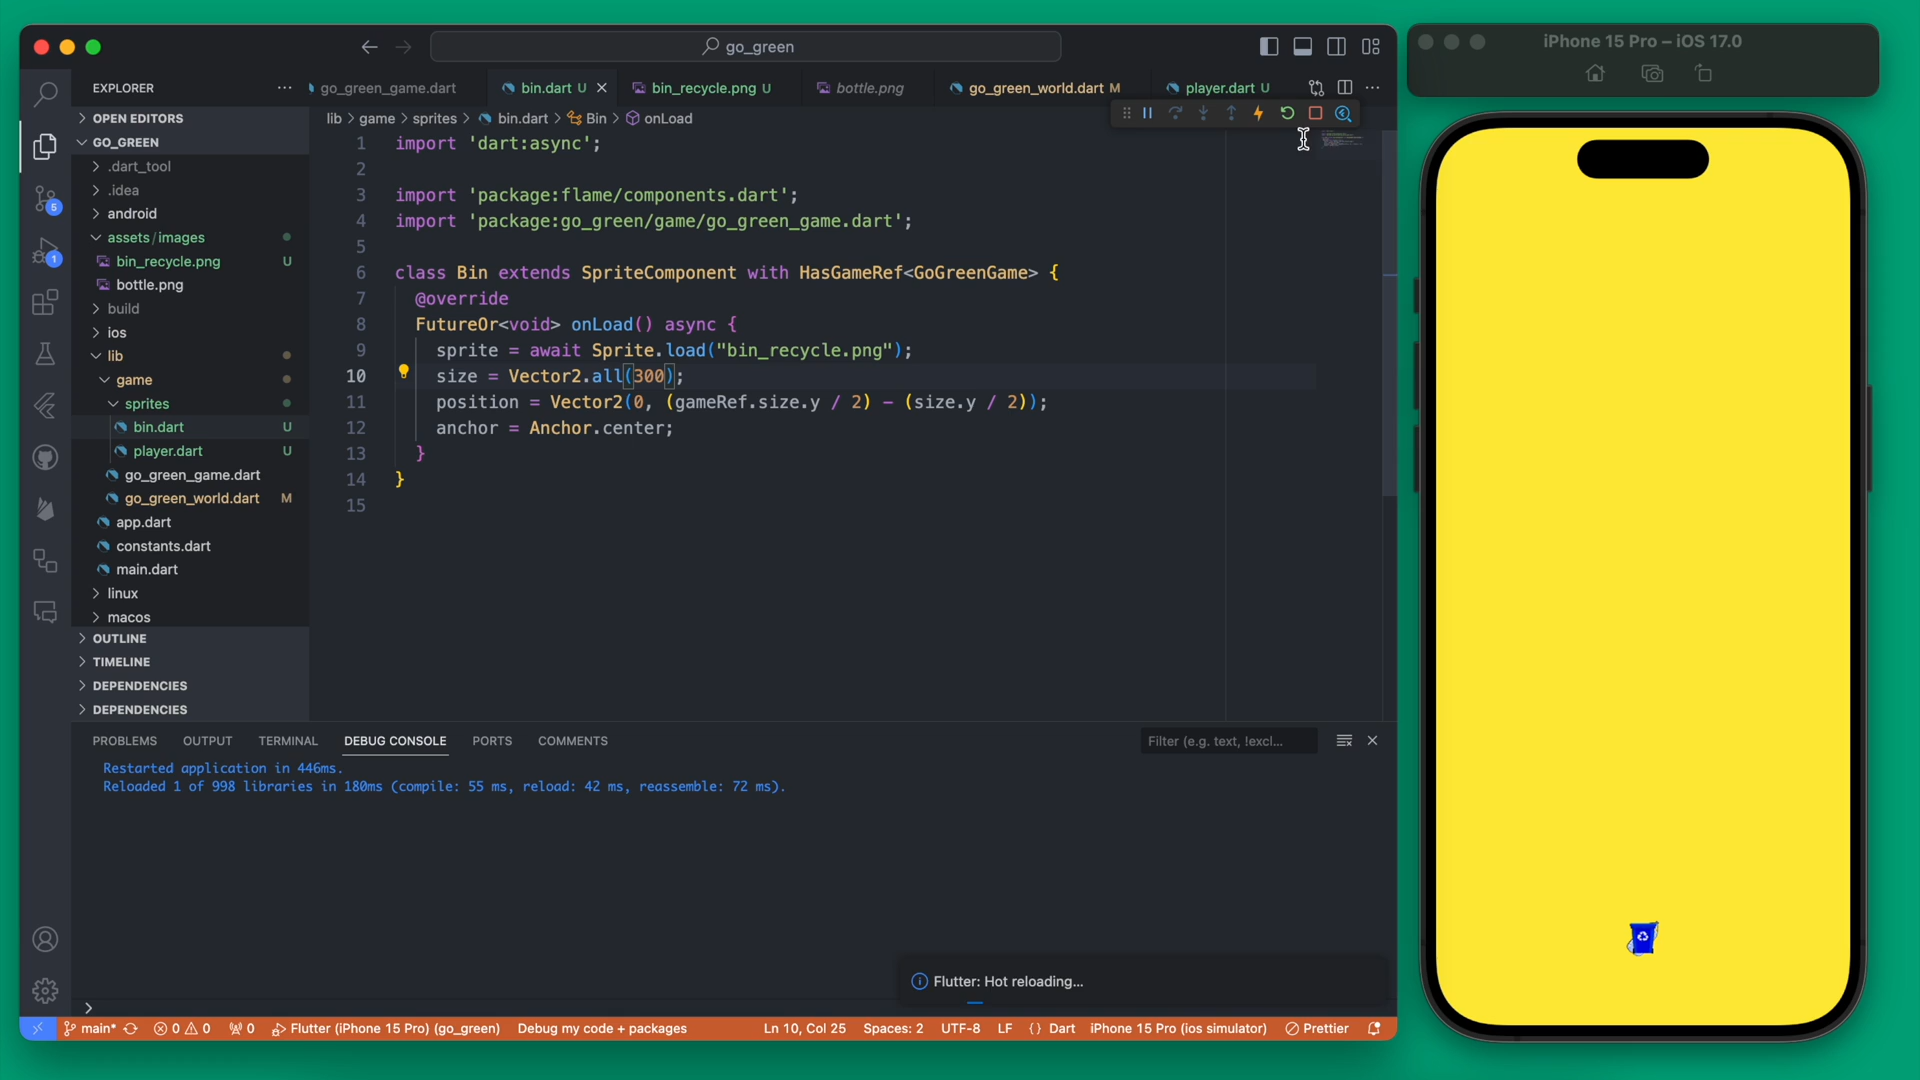 go_green
iPhone 15 Pro – iOS 17.0
EXPLORER
go_green_game.dart
bin.dart U
bin_recycle.png U
bottle.png
go_green_world.dart M
player.dart U
OPEN EDITORS
GO_GREEN
.dart_tool
.idea
android
assets/images
bin_recycle.png U
bottle.png
build
ios
lib
game
sprites
bin.dart U
player.dart U
go_green_game.dart
go_green_world.dart M
app.dart
constants.dart
main.dart
linux
macos
OUTLINE
TIMELINE
DEPENDENCIES
DEPENDENCIES
5
1
lib > game > sprites > bin.dart > Bin > onLoad
1 import 'dart:async';
2
3 import 'package:flame/components.dart';
4 import 'package:go_green/game/go_green_game.dart';
5
6 class Bin extends SpriteComponent with HasGameRef<GoGreenGame> {
7 @override
8 FutureOr<void> onLoad() async {
9 sprite = await Sprite.load("bin_recycle.png");
10 size = Vector2.all(300);
11 position = Vector2(0, (gameRef.size.y / 2) - (size.y / 2));
12 anchor = Anchor.center;
13 }
14 }
15
PROBLEMS OUTPUT TERMINAL DEBUG CONSOLE PORTS COMMENTS
Filter (e.g. text, !excl...
Restarted application in 446ms.
Reloaded 1 of 998 libraries in 180ms (compile: 55 ms, reload: 42 ms, reassemble: 72 ms).
Flutter: Hot reloading...
main* 0 0 0 Flutter (iPhone 15 Pro) (go_green) Debug my code + packages Ln 10, Col 25 Spaces: 2 UTF-8 LF {} Dart iPhone 15 Pro (ios simulator) Prettier